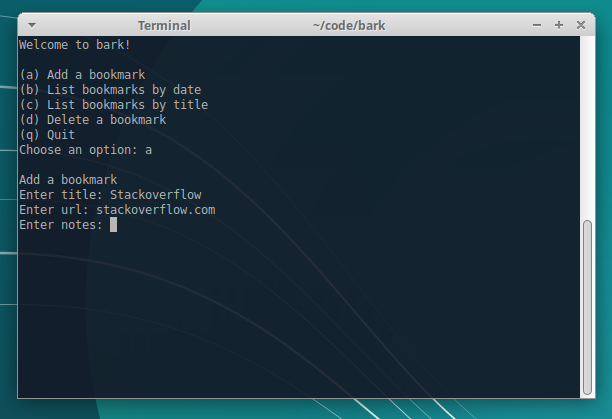 Terminal ~/code/bark
Welcome to bark!
(a) Add a bookmark
(b) List bookmarks by date
(c) List bookmarks by title
(d) Delete a bookmark
(q) Quit
Choose an option: a
Add a bookmark
Enter title: Stackoverflow
Enter url: stackoverflow.com
Enter notes: